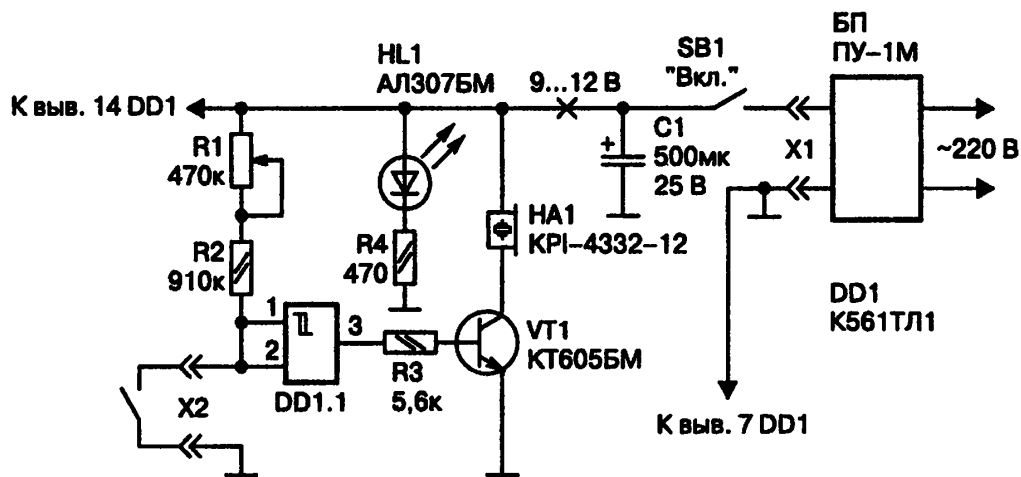 БП
ПУ–1М
SB1
"Вкл."
HL1
АЛ307БМ
9...12 В
К выв. 14 DD1
R1
470к
+
C1
500мк
25 В
X1
~220 В
HA1
KPI–4332–12
R4
470
R2
910к
1
2
3
DD1.1
R3
5,6к
VT1
КТ605БМ
DD1
К561ТЛ1
X2
К выв. 7 DD1